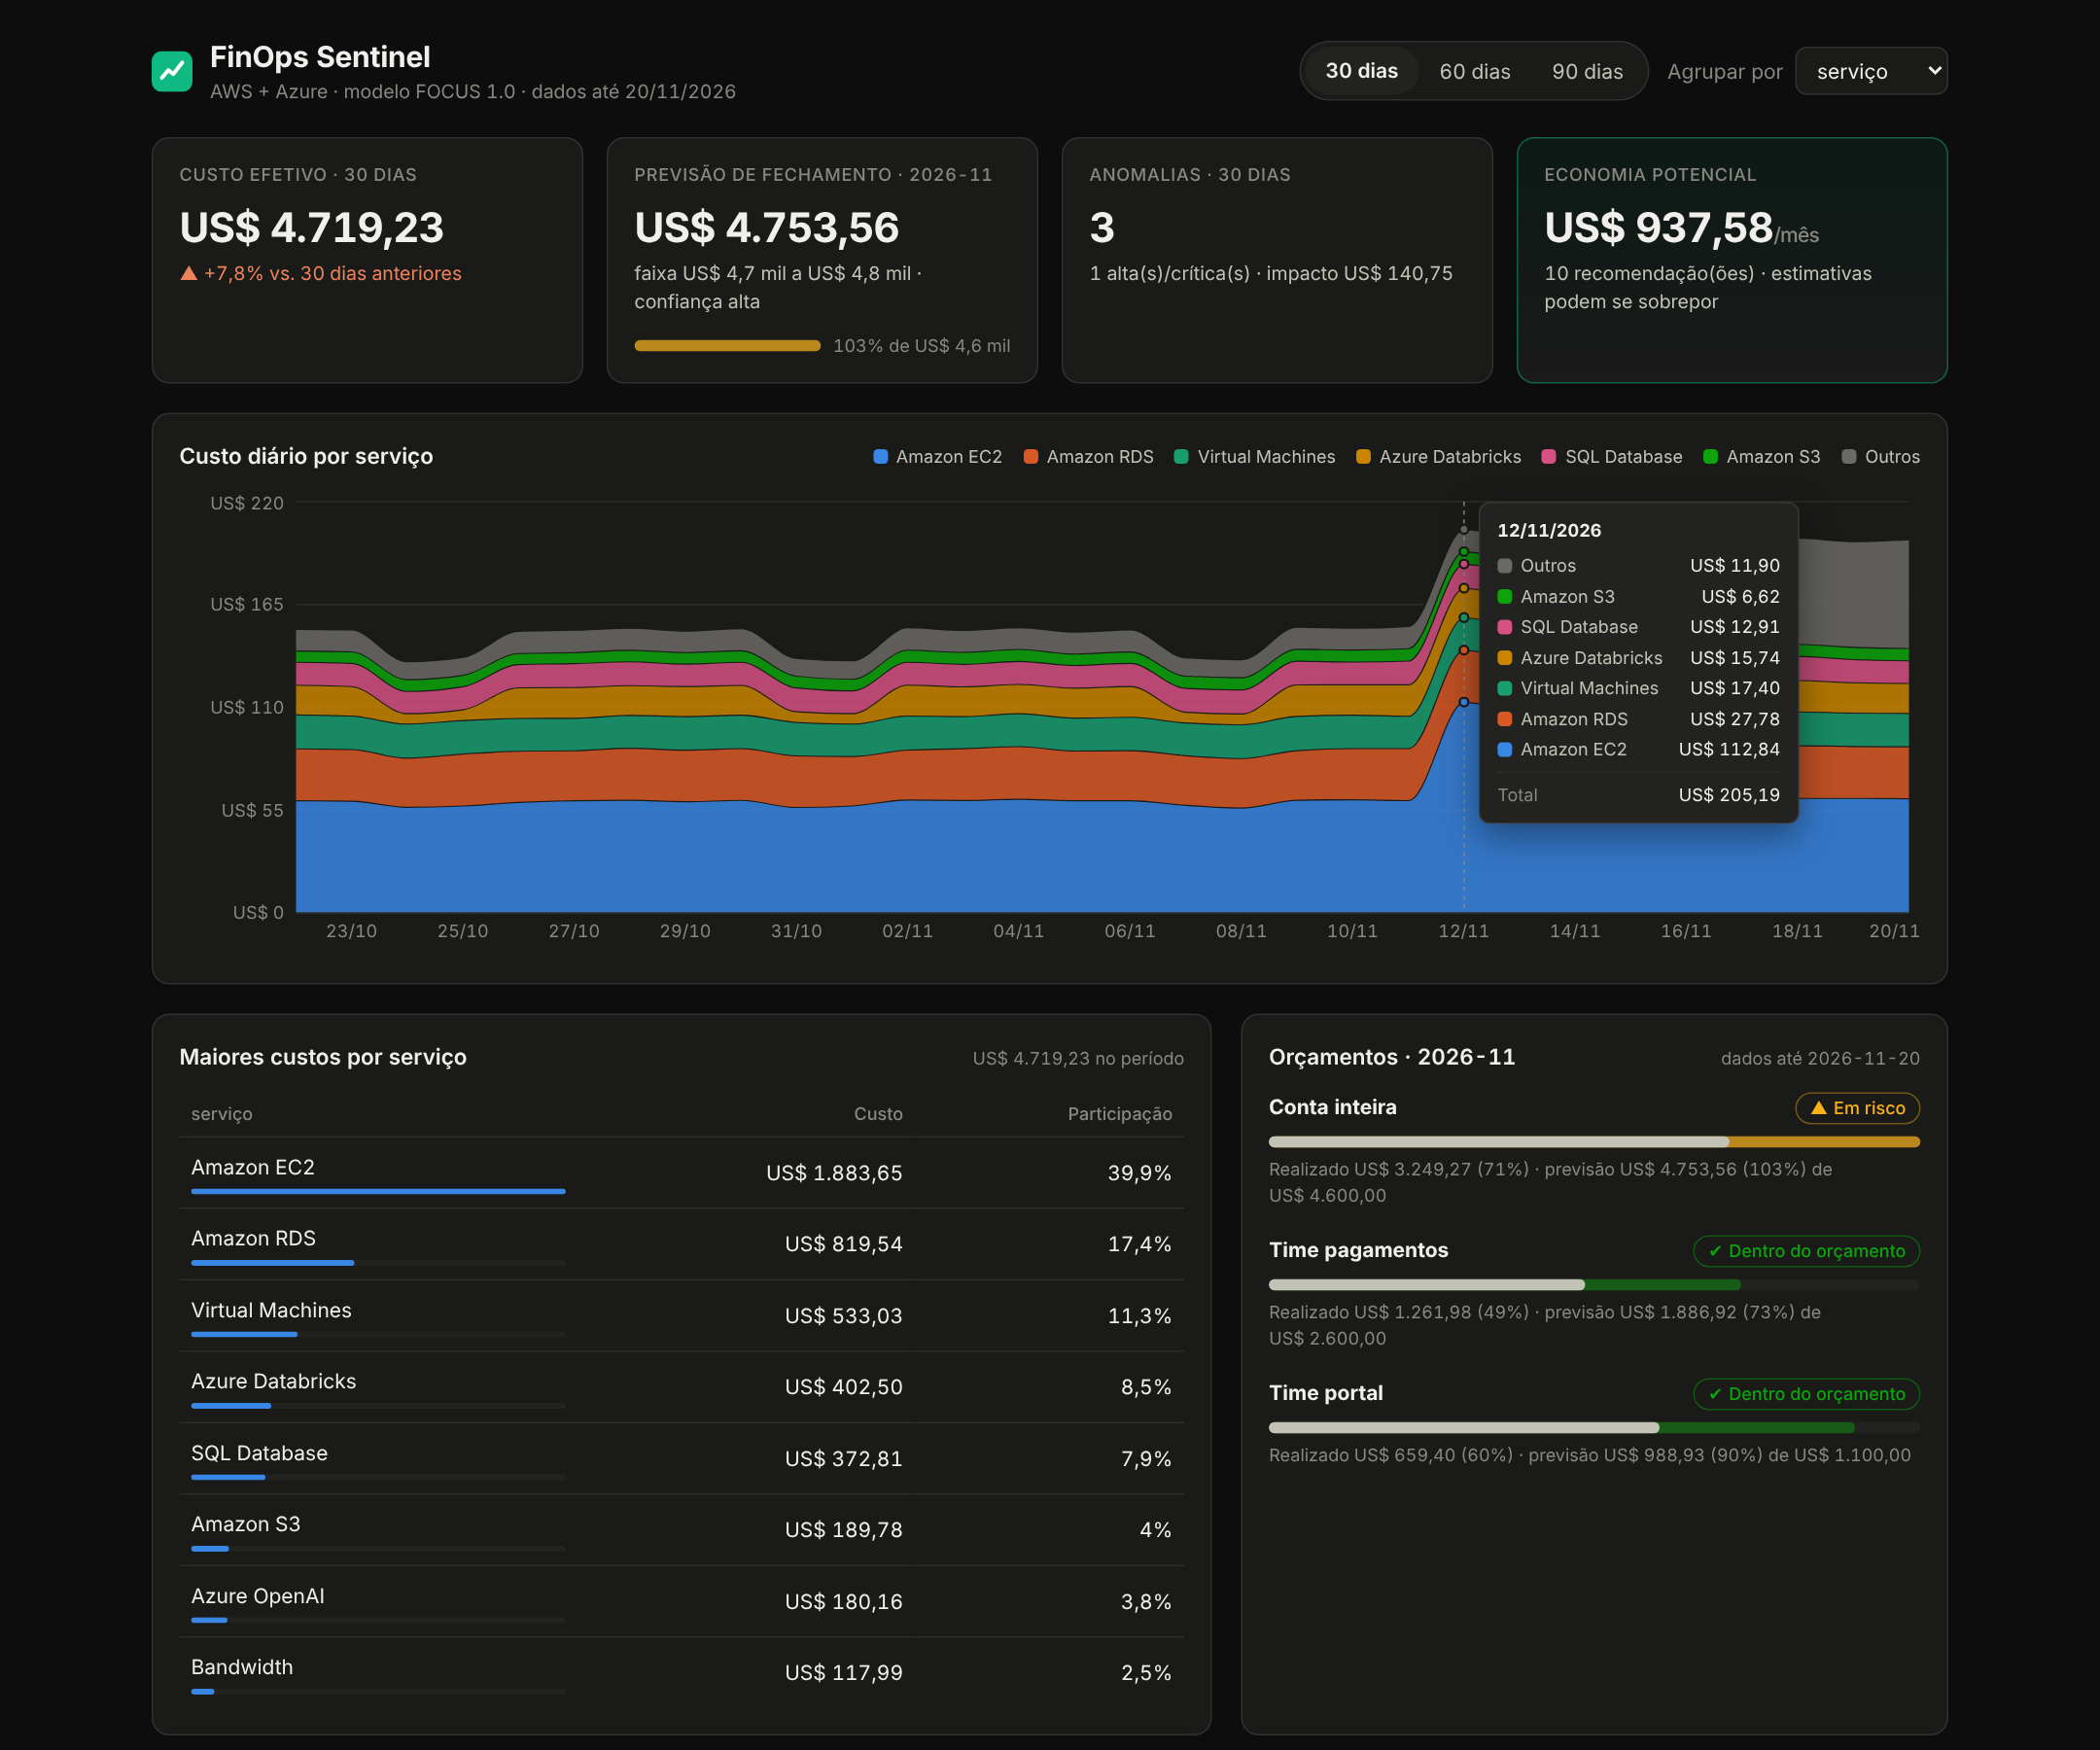 FinOps Sentinel
AWS + Azure · modelo FOCUS 1.0 · dados até 20/11/2026
30 dias
60 dias
90 dias
Agrupar por
serviço
CUSTO EFETIVO · 30 DIAS
US$ 4.719,23
▲ +7,8% vs. 30 dias anteriores
PREVISÃO DE FECHAMENTO · 2026-11
US$ 4.753,56
faixa US$ 4,7 mil a US$ 4,8 mil ·
confiança alta
103% de US$ 4,6 mil
ANOMALIAS · 30 DIAS
3
1 alta(s)/crítica(s) · impacto US$ 140,75
ECONOMIA POTENCIAL
US$ 937,58/mês
10 recomendação(ões) · estimativas
podem se sobrepor
Custo diário por serviço
Amazon EC2
Amazon RDS
Virtual Machines
Azure Databricks
SQL Database
Amazon S3
Outros
US$ 220
US$ 165
US$ 110
US$ 55
US$ 0
23/10
25/10
27/10
29/10
31/10
02/11
04/11
06/11
08/11
10/11
12/11
14/11
16/11
18/11
20/11
12/11/2026
Outros US$ 11,90
Amazon S3 US$ 6,62
SQL Database US$ 12,91
Azure Databricks US$ 15,74
Virtual Machines US$ 17,40
Amazon RDS US$ 27,78
Amazon EC2 US$ 112,84
Total US$ 205,19
Maiores custos por serviço
US$ 4.719,23 no período
serviço Custo Participação
Amazon EC2 US$ 1.883,65 39,9%
Amazon RDS US$ 819,54 17,4%
Virtual Machines US$ 533,03 11,3%
Azure Databricks US$ 402,50 8,5%
SQL Database US$ 372,81 7,9%
Amazon S3 US$ 189,78 4%
Azure OpenAI US$ 180,16 3,8%
Bandwidth US$ 117,99 2,5%
Orçamentos · 2026-11
dados até 2026-11-20
Conta inteira
▲ Em risco
Realizado US$ 3.249,27 (71%) · previsão US$ 4.753,56 (103%) de
US$ 4.600,00
Time pagamentos
✔ Dentro do orçamento
Realizado US$ 1.261,98 (49%) · previsão US$ 1.886,92 (73%) de
US$ 2.600,00
Time portal
✔ Dentro do orçamento
Realizado US$ 659,40 (60%) · previsão US$ 988,93 (90%) de US$ 1.100,00